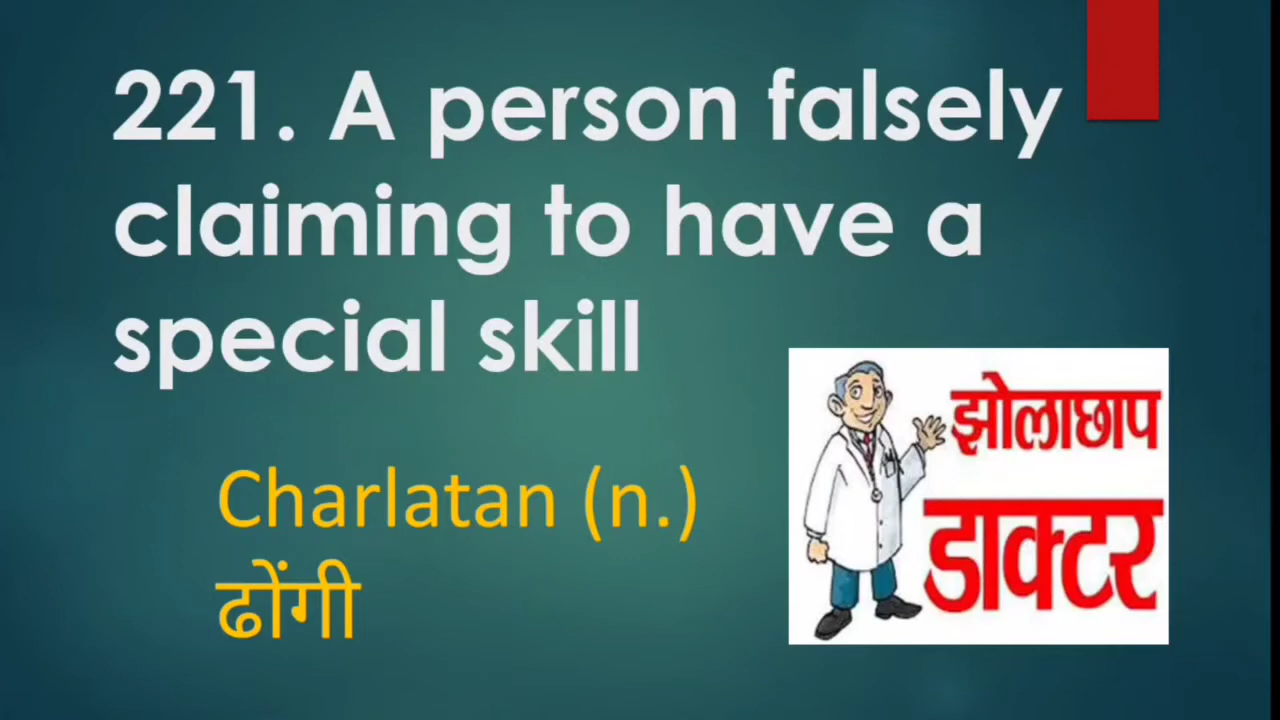 221. A person falsely
claiming to have a
special skill
Charlatan (n.)
ढोंगी
झोलाछाप
डाक्टर